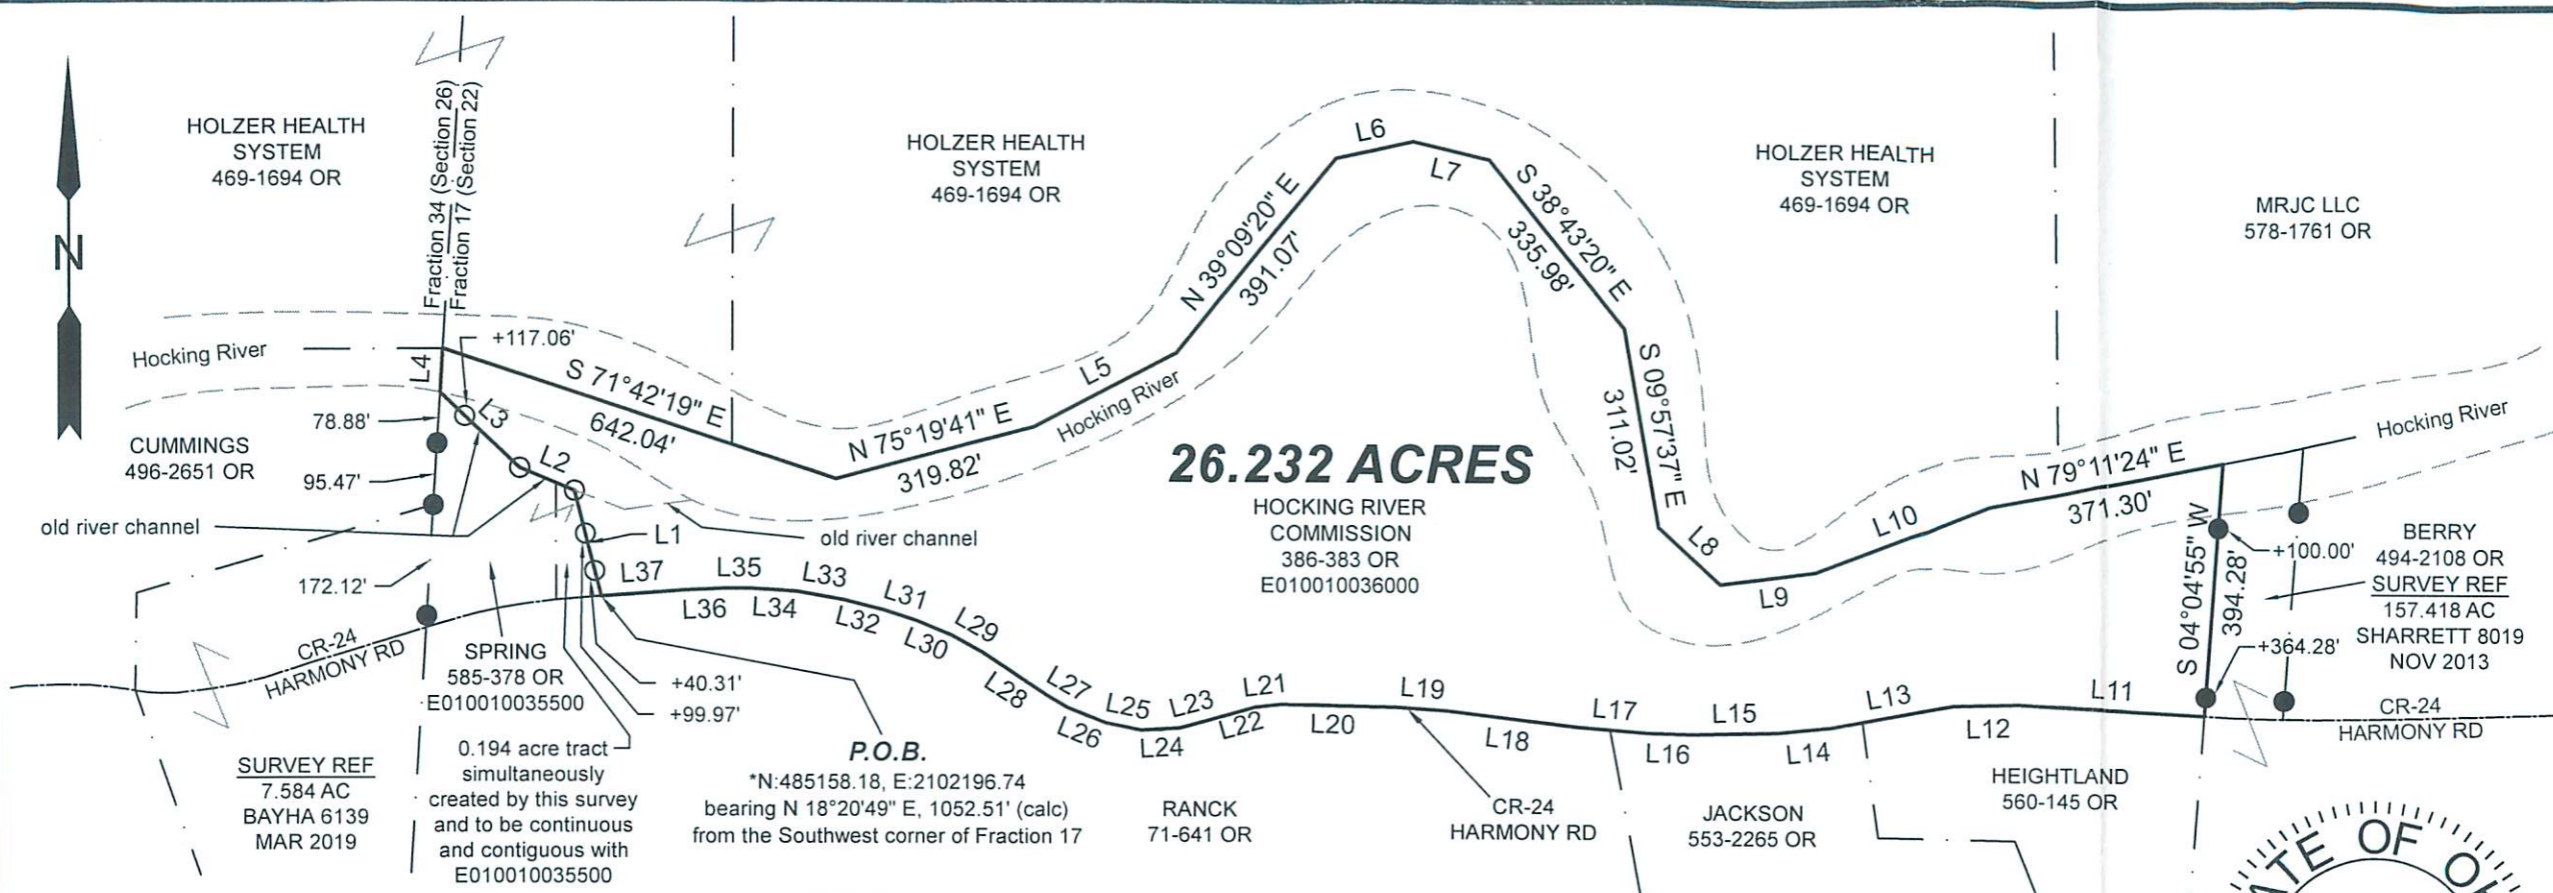 N
HOLZER HEALTH
SYSTEM
469-1694 OR
Fraction 34 (Section 26)
Fraction 17 (Section 22)
HOLZER HEALTH
SYSTEM
469-1694 OR
HOLZER HEALTH
SYSTEM
469-1694 OR
MRJC LLC
578-1761 OR
Hocking River
L4
+117.06'
L3
78.88'
CUMMINGS
496-2651 OR
95.47'
L2
S 71°42'19" E
642.04'
N 75°19'41" E
319.82'
L5
Hocking River
N 39°09'20" E
391.07'
L6
L7
S 38°43'20" E
335.98'
S 09°57'37" E
311.02'
L8
L9
L10
N 79°11'24" E
371.30'
Hocking River
26.232 ACRES
HOCKING RIVER
COMMISSION
386-383 OR
E010010036000
old river channel
L1
old river channel
172.12'
S 04°04'55" W
394.28'
+100.00'
+364.28'
BERRY
494-2108 OR
SURVEY REF
157.418 AC
SHARRETT 8019
NOV 2013
L37
L36
L35
L34
L33
L32
L31
L30
L29
L28
L27
L26
L25
L24
L23
L22
L21
L20
L19
L18
L17
L16
L15
L14
L13
L12
L11
CR-24
HARMONY RD
CR-24
HARMONY RD
SPRING
585-378 OR
E010010035500
+40.31'
+99.97'
0.194 acre tract
simultaneously
created by this survey
and to be continuous
and contiguous with
E010010035500
SURVEY REF
7.584 AC
BAYHA 6139
MAR 2019
P.O.B.
*N:485158.18, E:2102196.74
bearing N 18°20'49" E, 1052.51' (calc)
from the Southwest corner of Fraction 17
RANCK
71-641 OR
CR-24
HARMONY RD
JACKSON
553-2265 OR
HEIGHTLAND
560-145 OR
OF